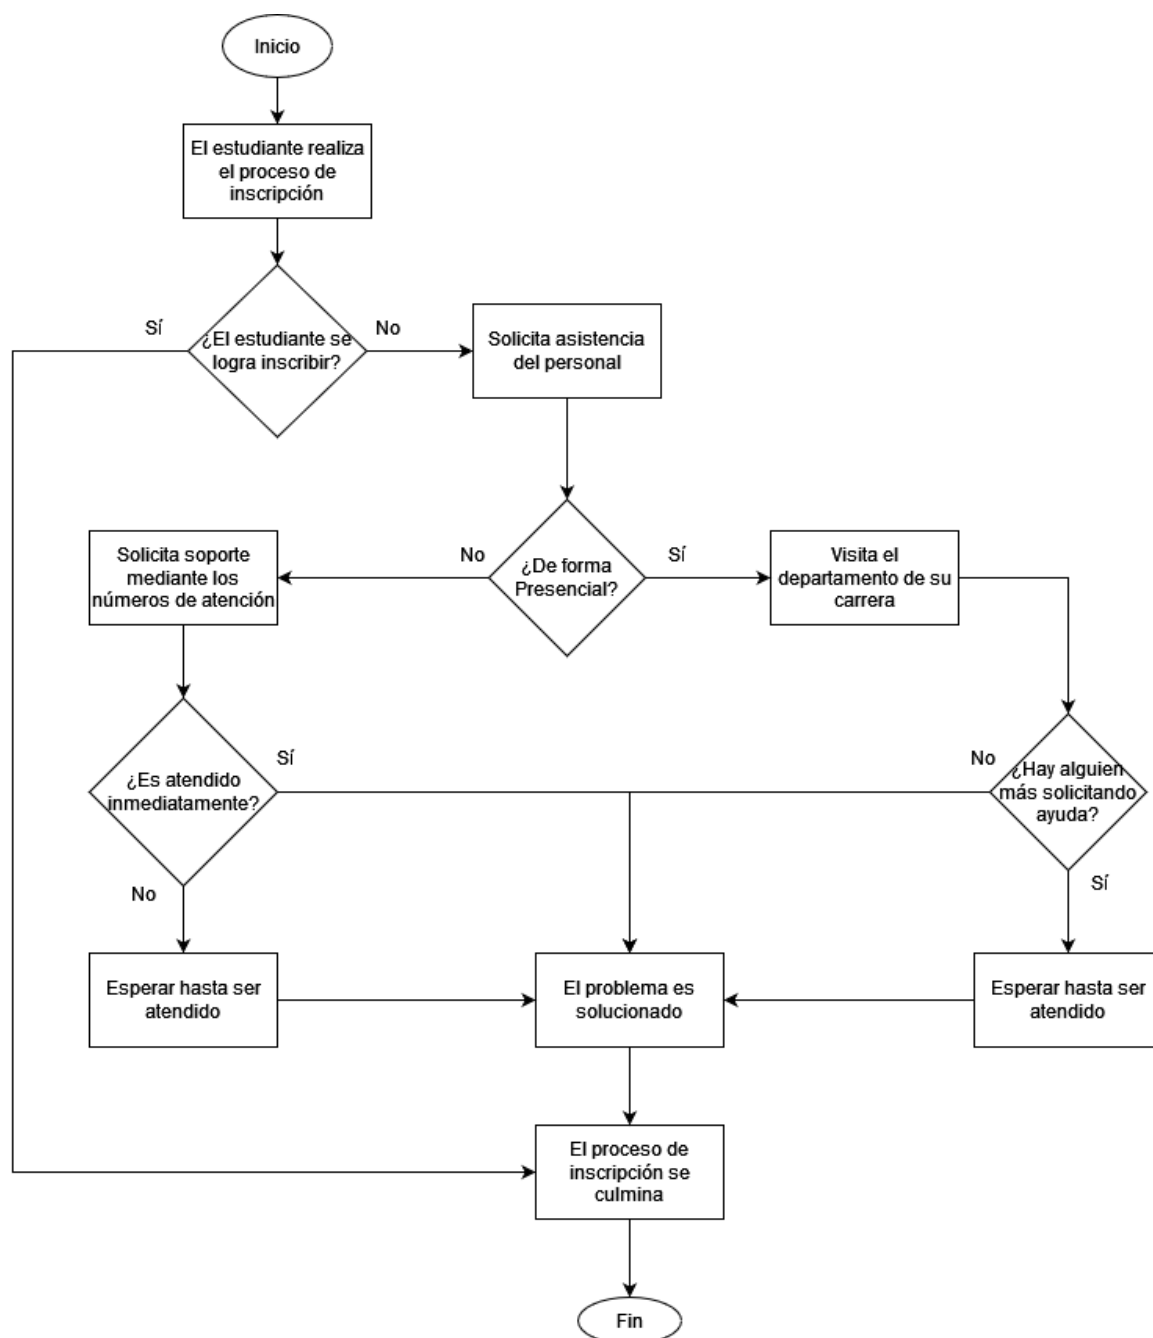 Inicio
El estudiante realiza
el proceso de
inscripción
Sí
¿El estudiante se
logra inscribir?
No
Solicita asistencia
del personal
Solicita soporte
mediante los
números de atención
No
¿De forma
Presencial?
Sí
Visita el
departamento de su
carrera
¿Es atendido
inmediatamente?
Sí
No
No
¿Hay alguien
más solicitando
ayuda?
Sí
Esperar hasta ser
atendido
El problema es
solucionado
Esperar hasta ser
atendido
El proceso de
inscripción se
culmina
Fin